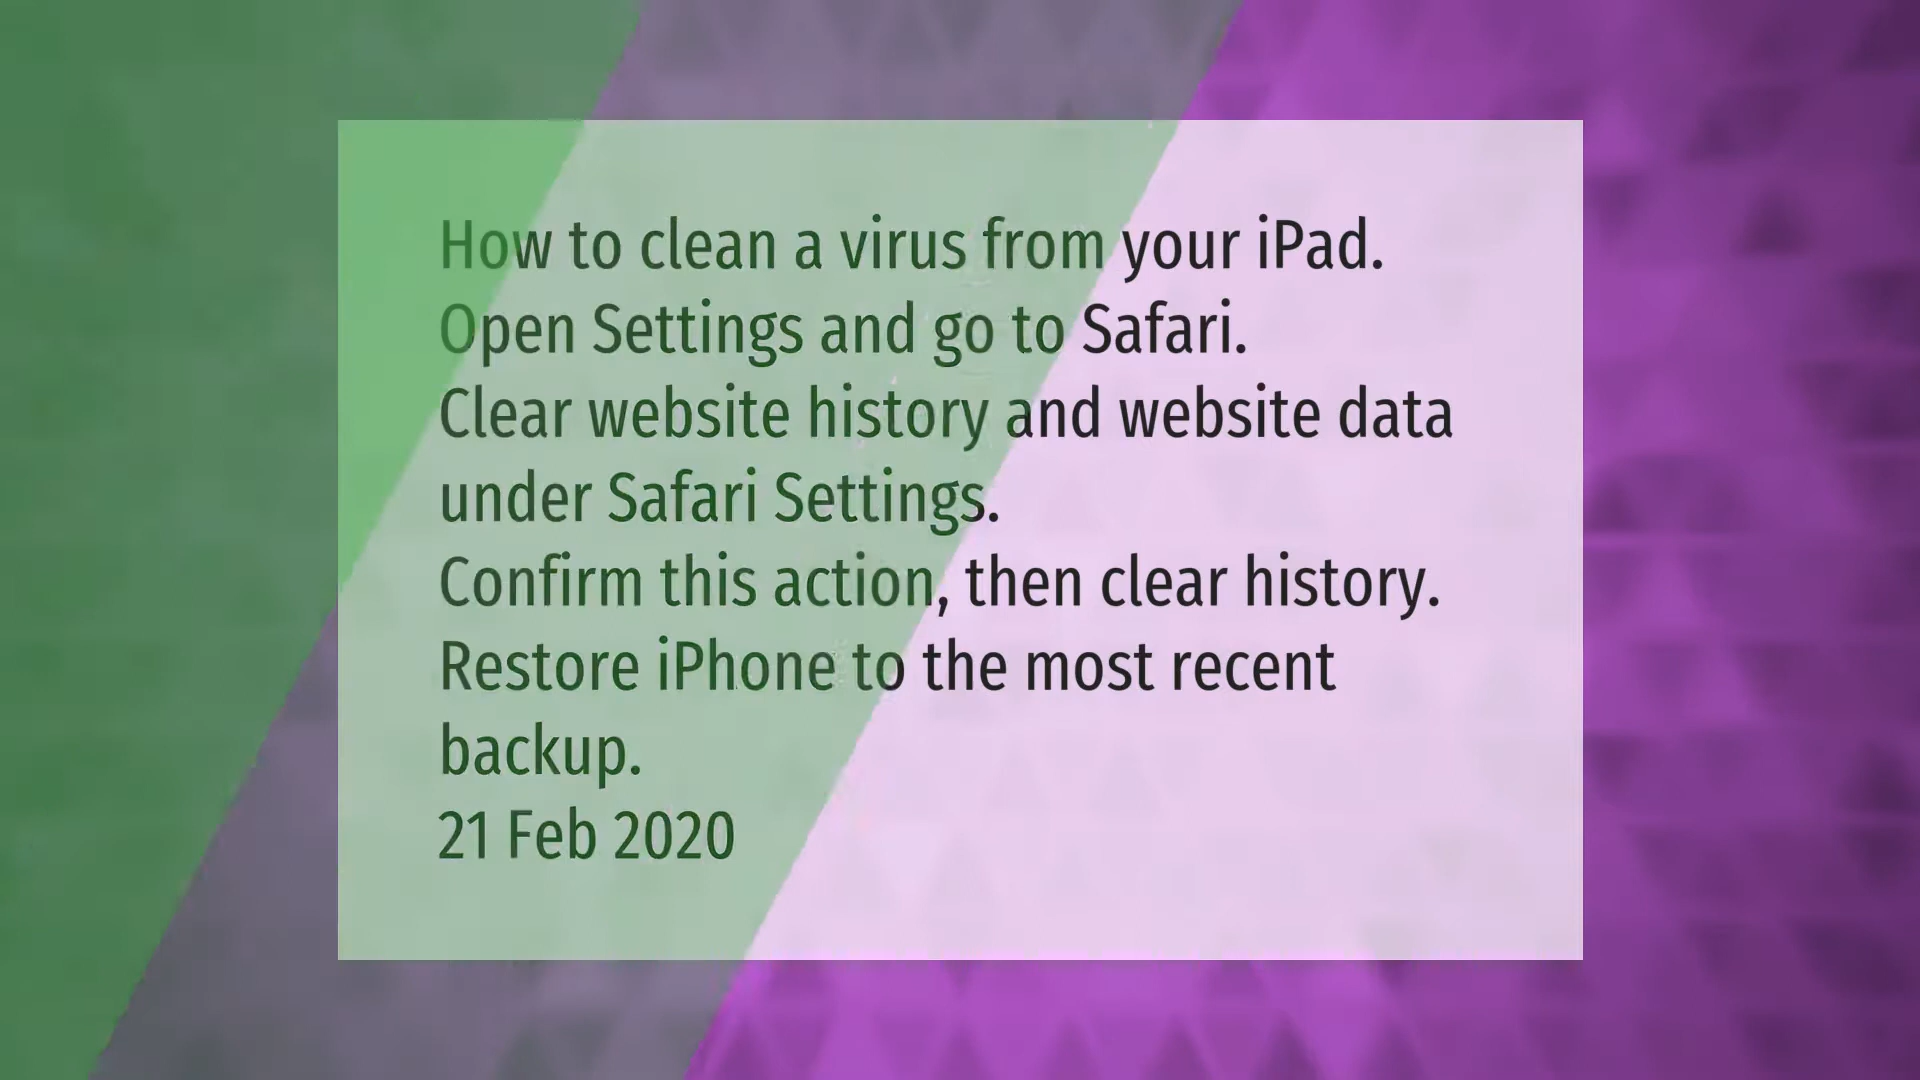 How to clean a virus from your iPad.
Open Settings and go to Safari.
Clear website history and website data
under Safari Settings.
Confirm this action, then clear history.
Restore iPhone to the most recent
backup.
21 Feb 2020